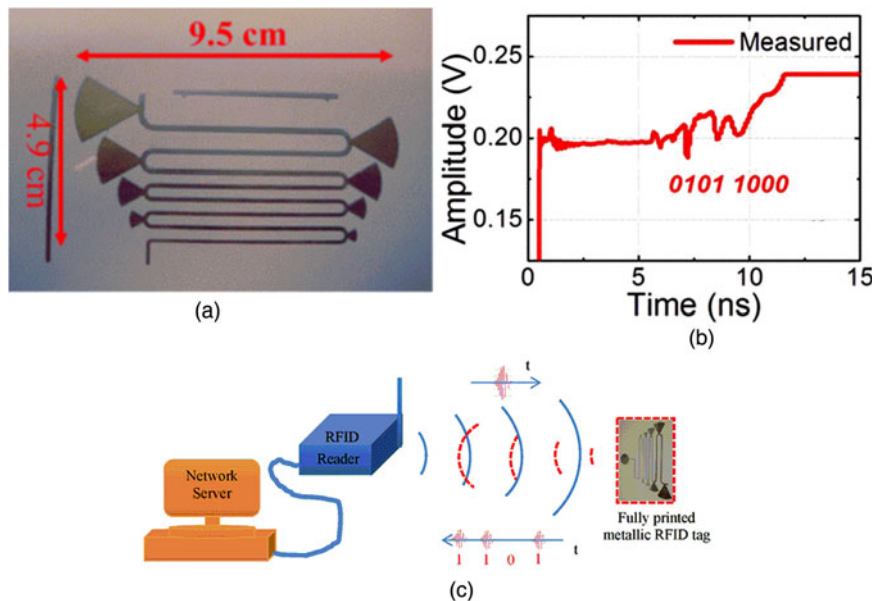 9.5 cm
4.9 cm
(a)
Measured
Amplitude (V)
0.25
0.20
0.15
0101 1000
0
5
10
15
Time (ns)
(b)
Network
Server
RFID
Reader
t
Fully printed
metallic RFID tag
t
1 1 0 1
(c)